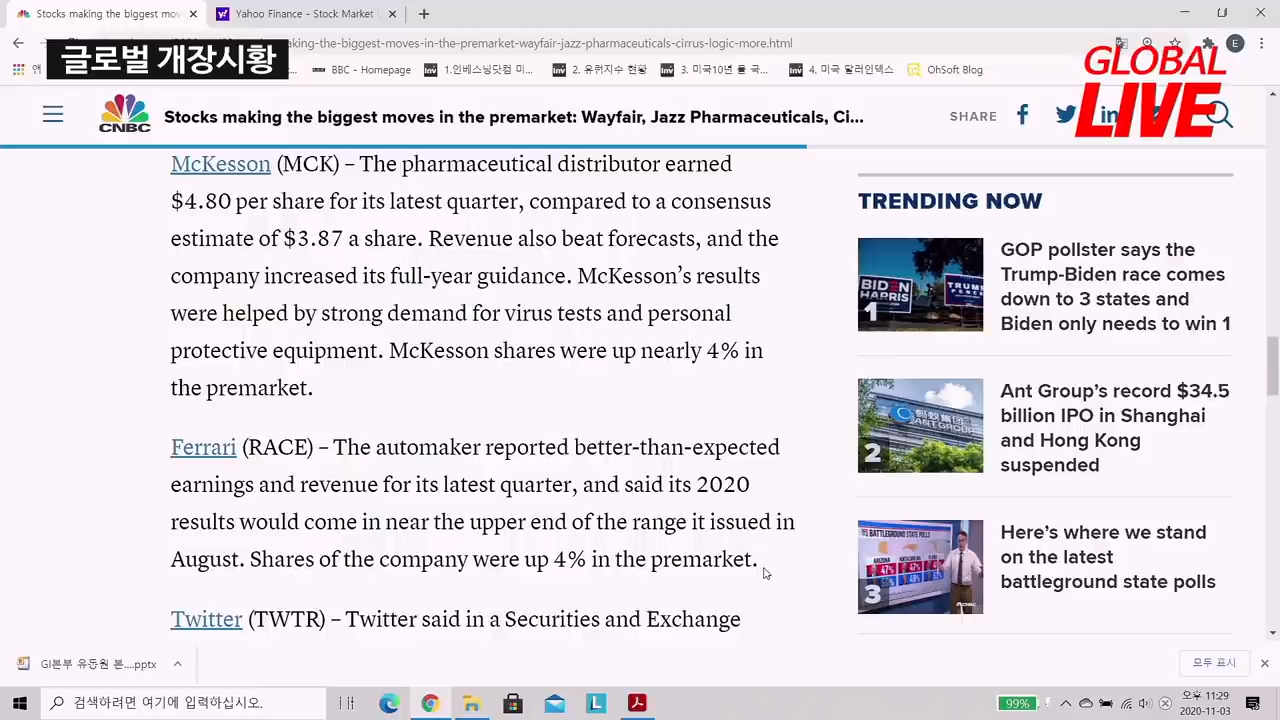 Stocks making the biggest mov
Yahoo Finance - Stock Market
글로벌 개장시황
aking-the-biggest-moves-in-the-premarket-wayfair-jazz-pharmaceuticals-cirrus-logic-more.html
BBC - Homepage
1.인베스팅닷컴 미...
2. 유럽지수 현황
3. 미국10년 물 국...
4. 미국 달러인덱스
OhSoft Blog
GLOBAL
LIVE
CNBC
Stocks making the biggest moves in the premarket: Wayfair, Jazz Pharmaceuticals, Ci...
SHARE
McKesson (MCK) – The pharmaceutical distributor earned
$4.80 per share for its latest quarter, compared to a consensus
estimate of $3.87 a share. Revenue also beat forecasts, and the
company increased its full-year guidance. McKesson’s results
were helped by strong demand for virus tests and personal
protective equipment. McKesson shares were up nearly 4% in
the premarket.
Ferrari (RACE) – The automaker reported better-than-expected
earnings and revenue for its latest quarter, and said its 2020
results would come in near the upper end of the range it issued in
August. Shares of the company were up 4% in the premarket.
Twitter (TWTR) – Twitter said in a Securities and Exchange
TRENDING NOW
BIDEN
HARRIS
TRUMP
1
GOP pollster says the
Trump-Biden race comes
down to 3 states and
Biden only needs to win 1
ANT GROUP
2
Ant Group’s record $34.5
billion IPO in Shanghai
and Hong Kong
suspended
BATTLEGROUND STATE POLLS
3
Here’s where we stand
on the latest
battleground state polls
GI본부 유동원 본....pptx
모두 표시
검색하려면 여기에 입력하십시오.
99%
오후 11:29
2020-11-03